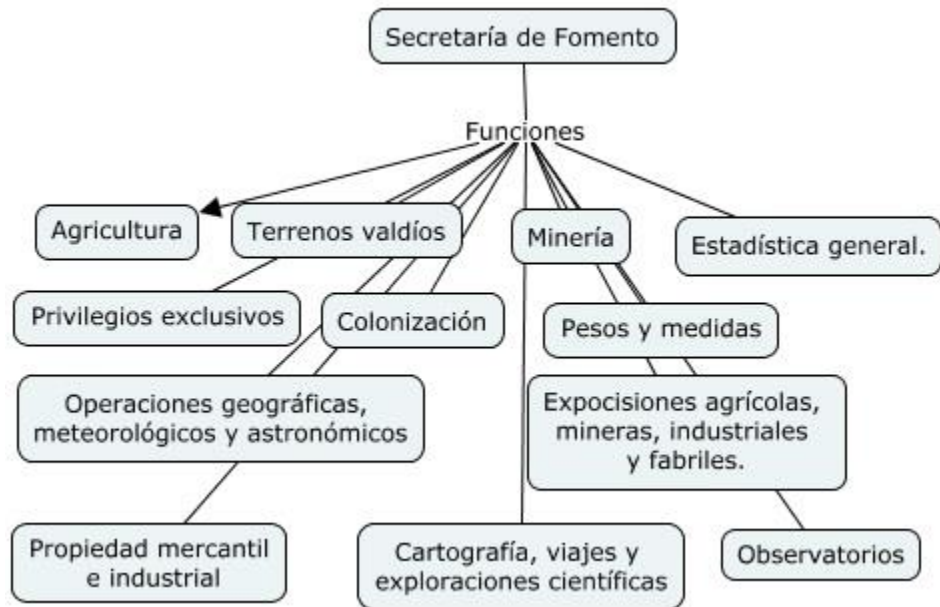 Secretaría de Fomento
Funciones
Agricultura
Terrenos valdíos
Minería
Estadística general.
Privilegios exclusivos
Colonización
Pesos y medidas
Operaciones geográficas,
meteorológicos y astronómicos
Expocisiones agrícolas,
mineras, industriales
y fabriles.
Propiedad mercantil
e industrial
Cartografía, viajes y
exploraciones científicas
Observatorios